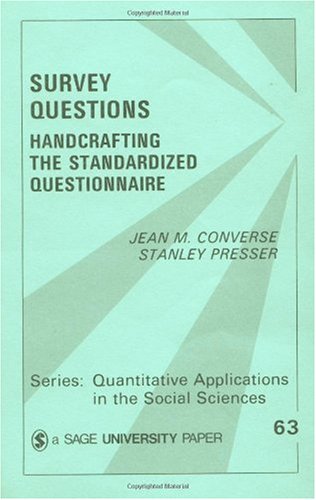 SURVEY
QUESTIONS
HANDCRAFTING
THE STANDARDIZED
QUESTIONNAIRE
JEAN M. CONVERSE
STANLEY PRESSER
Series: Quantitative Applications
in the Social Sciences
S a SAGE UNIVERSITY PAPER
63